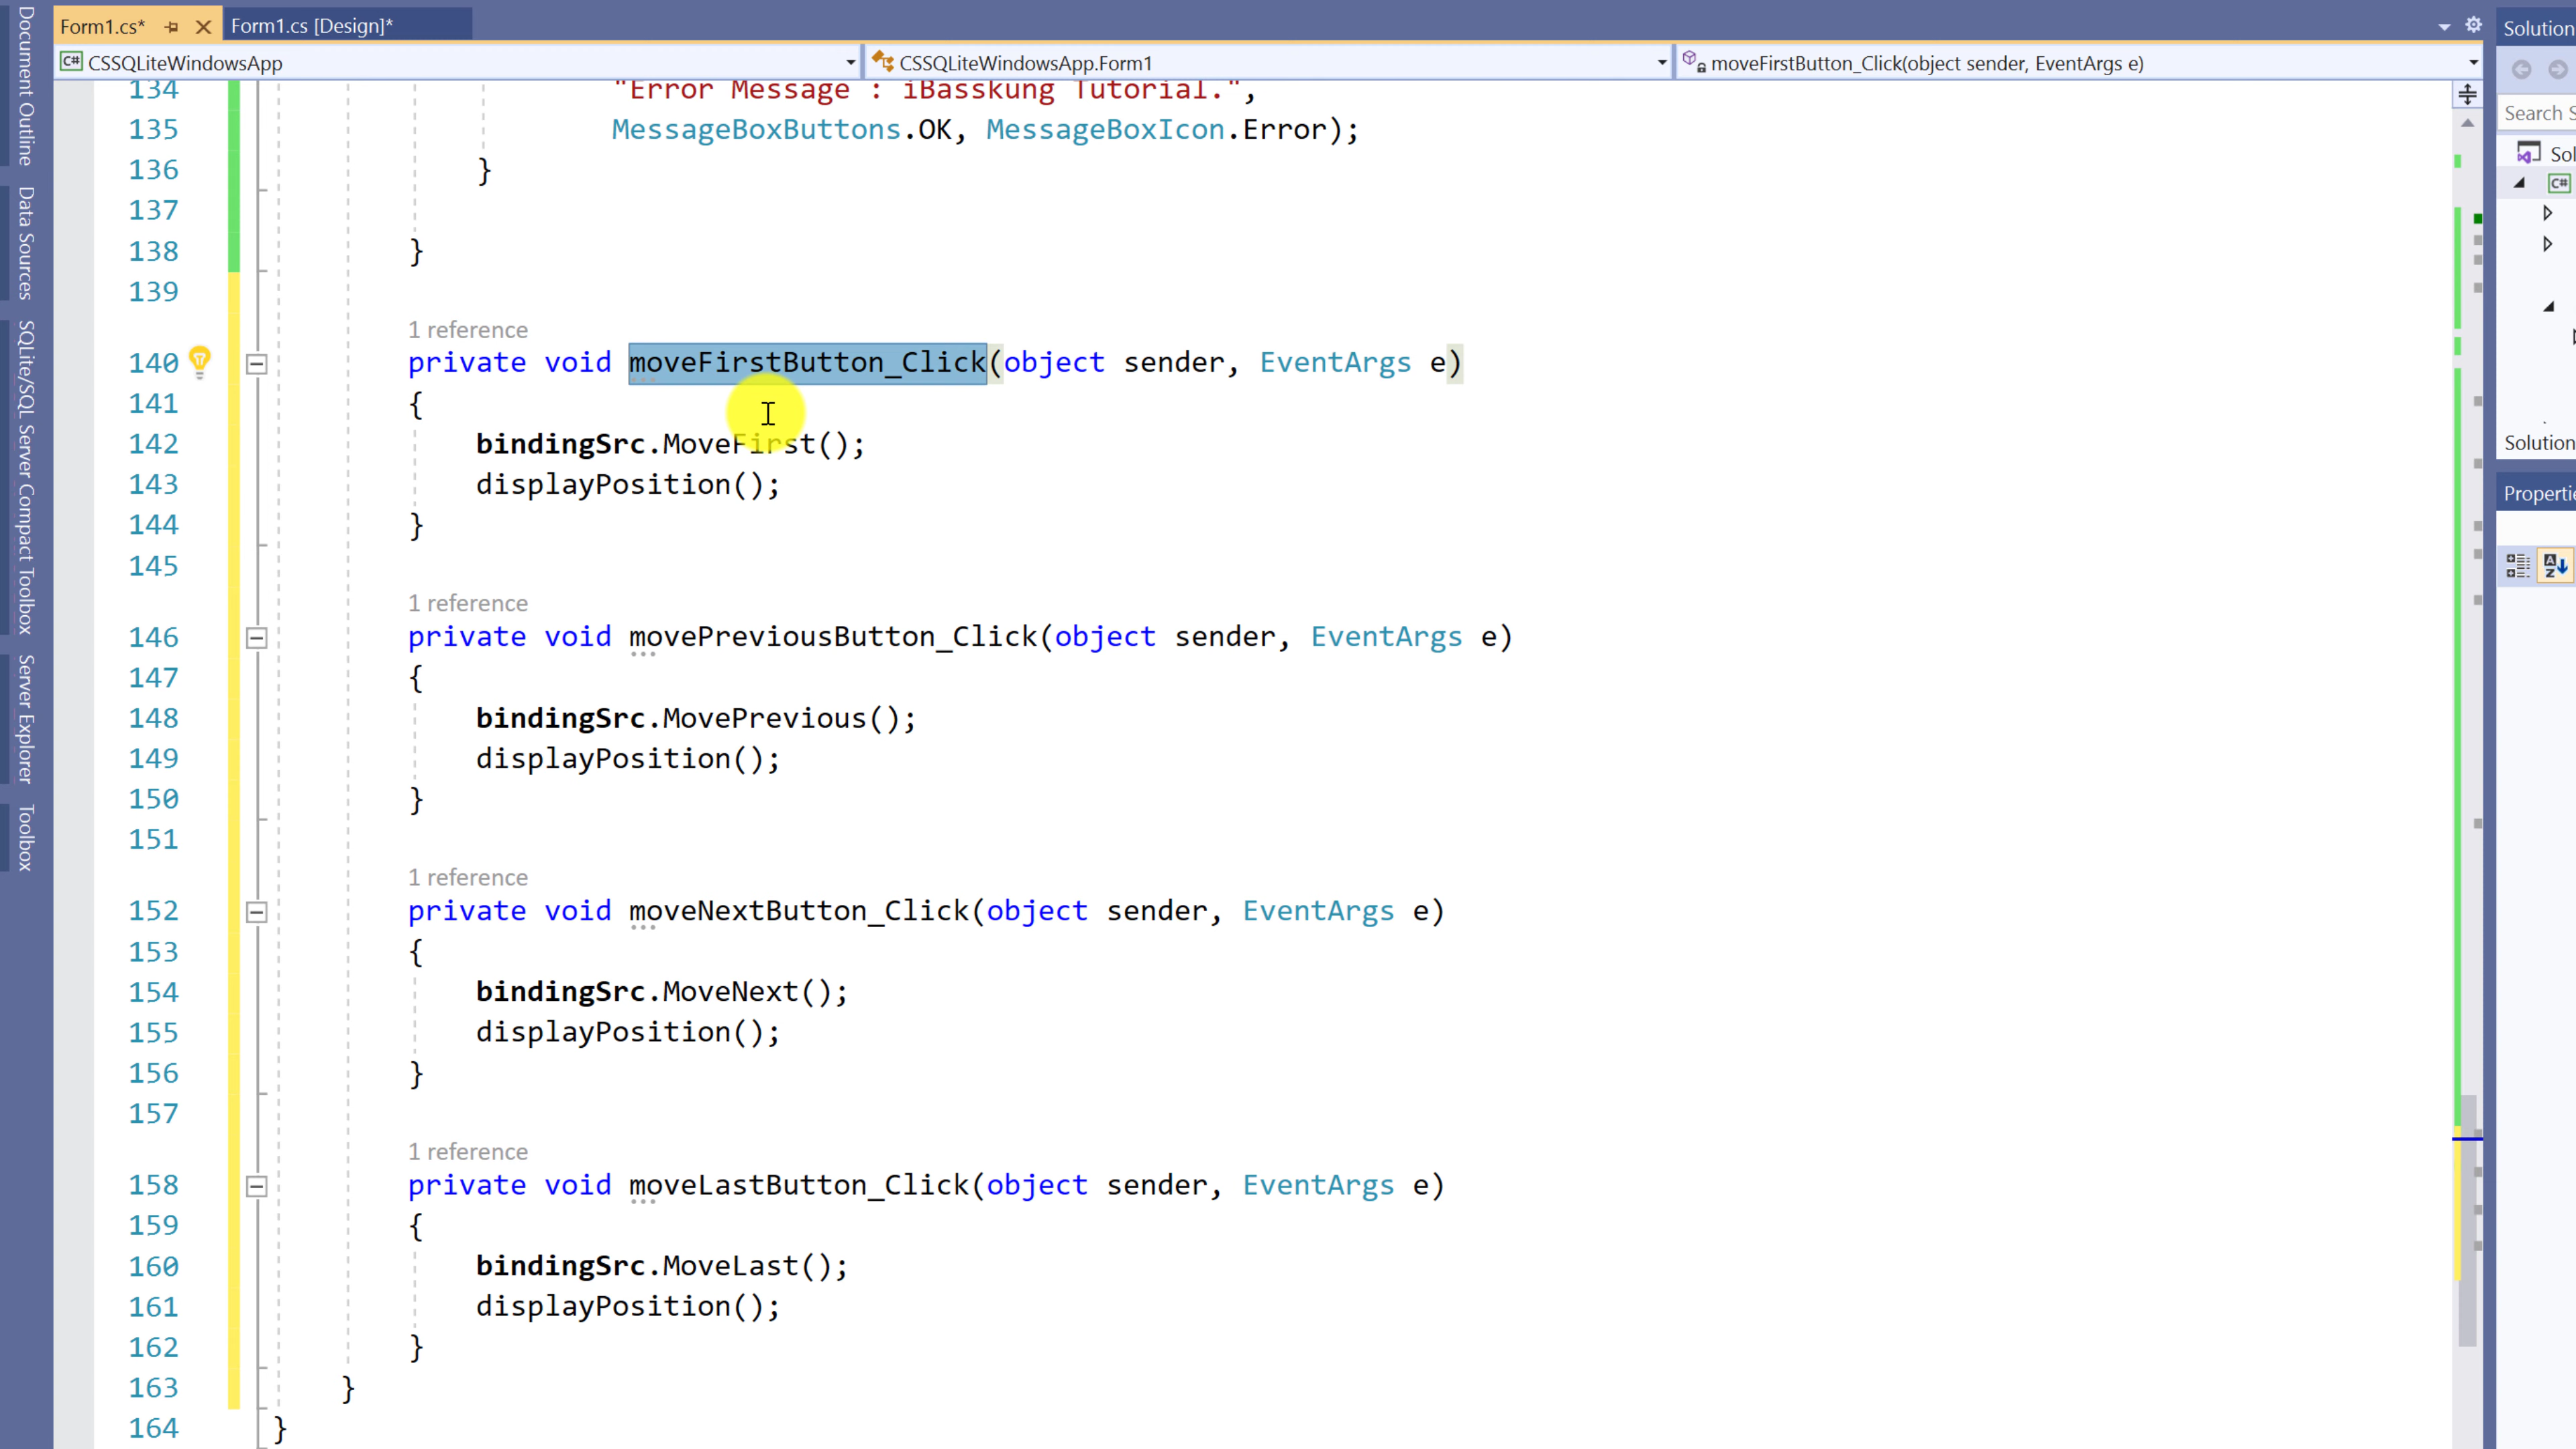 Form1.cs*
Form1.cs [Design]*
CSSQLiteWindowsApp
CSSQLiteWindowsApp.Form1
moveFirstButton_Click(object sender, EventArgs e)
134 "Error Message : iBasskung Tutorial.",
135 MessageBoxButtons.OK, MessageBoxIcon.Error);
136 }
137
138 }
139
1 reference
140 private void moveFirstButton_Click(object sender, EventArgs e)
141 {
142 bindingSrc.MoveFirst();
143 displayPosition();
144 }
145
1 reference
146 private void movePreviousButton_Click(object sender, EventArgs e)
147 {
148 bindingSrc.MovePrevious();
149 displayPosition();
150 }
151
1 reference
152 private void moveNextButton_Click(object sender, EventArgs e)
153 {
154 bindingSrc.MoveNext();
155 displayPosition();
156 }
157
1 reference
158 private void moveLastButton_Click(object sender, EventArgs e)
159 {
160 bindingSrc.MoveLast();
161 displayPosition();
162 }
163 }
164 }
Document Outline
Data Sources
SQLite/SQL Server Compact Toolbox
Server Explorer
Toolbox
Solution
Search S
Sol
C#
Solution
Properti